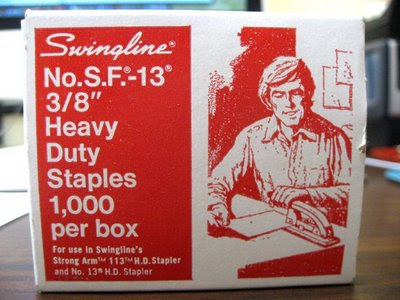 Swingline®
No.S.F.®-13®
3/8"
Heavy
Duty
Staples
1,000
per box
For use in Swingline's
Strong Arm™ 113™ H.D. Stapler
and No. 13® H.D. Stapler